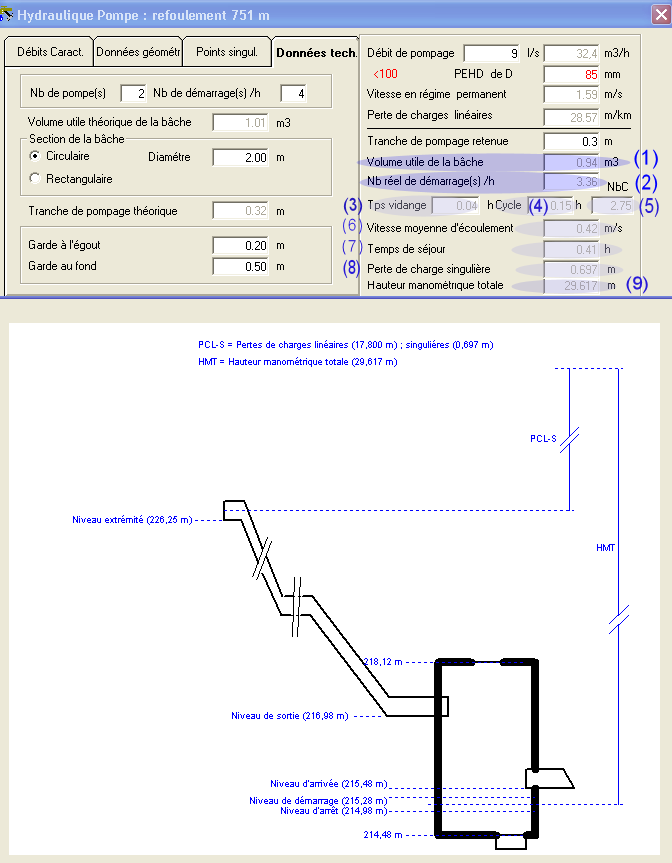 Hydraulique Pompe : refoulement 751 m
Débits Caract. Données géométr Points singul. Données tech.
Nb de pompe(s) 2 Nb de démarrage(s) /h 4
Volume utile théorique de la bâche 1.01 m3
Section de la bâche
Circulaire Diamétre 2.00 m
Rectangulaire
Tranche de pompage théorique 0.32 m
Garde à l'égout 0.20 m
Garde au fond 0.50 m
Débit de pompage 9 l/s 32,4 m3/h
<100 PEHD de D 85 mm
Vitesse en régime permanent 1.59 m/s
Perte de charges linéaires 28.57 m/km
Tranche de pompage retenue 0.3 m
Volume utile de la bâche 0.94 m3 (1)
Nb réel de démarrage(s) /h 3.36 NbC (2)
(3) Tps vidange 0.04 h Cycle (4) 0.15 h 2.75 (5)
(6) Vitesse moyenne d'écoulement 0.42 m/s
(7) Temps de séjour 0.41 h
(8) Perte de charge singulière 0.697 m
Hauteur manométrique totale 29.617 m (9)
PCL-S = Pertes de charges linéaires (17,800 m) ; singulières (0,697 m)
HMT = Hauteur manométrique totale (29,617 m)
PCL-S
Niveau extrémité (226,25 m)
HMT
218,12 m
Niveau de sortie (216,98 m)
Niveau d'arrivée (215,48 m)
Niveau de démarrage (215,28 m)
Niveau d'arrêt (214,98 m)
214,48 m